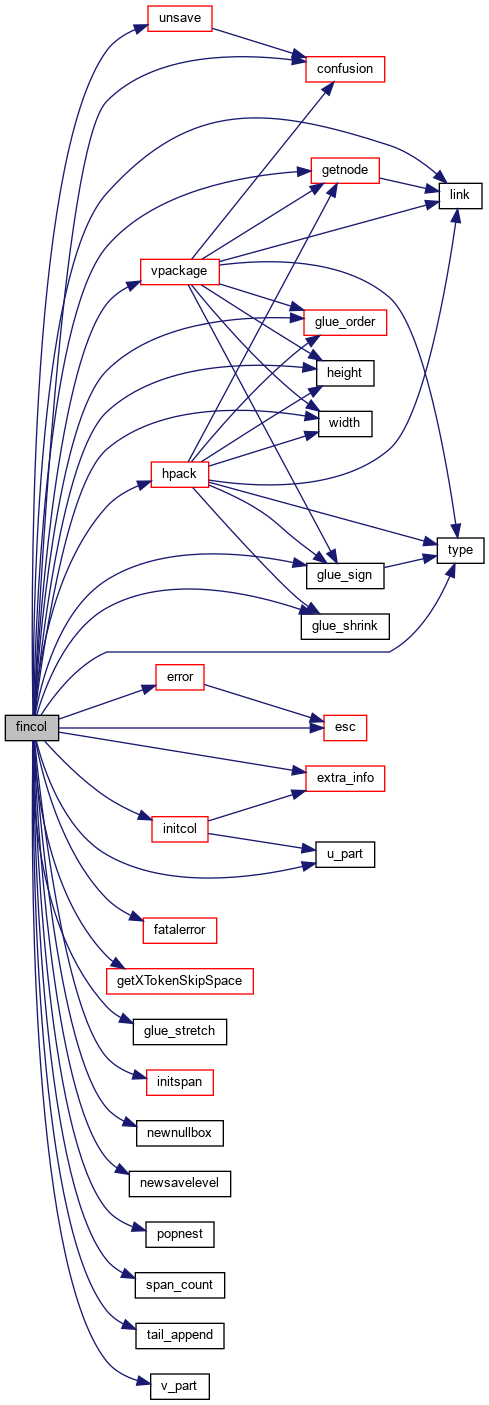 unsave
confusion
getnode
link
vpackage
glue_order
height
width
hpack
type
glue_sign
glue_shrink
error
fincol
esc
extra_info
initcol
u_part
fatalerror
getXTokenSkipSpace
glue_stretch
initspan
newnullbox
newsavelevel
popnest
span_count
tail_append
v_part